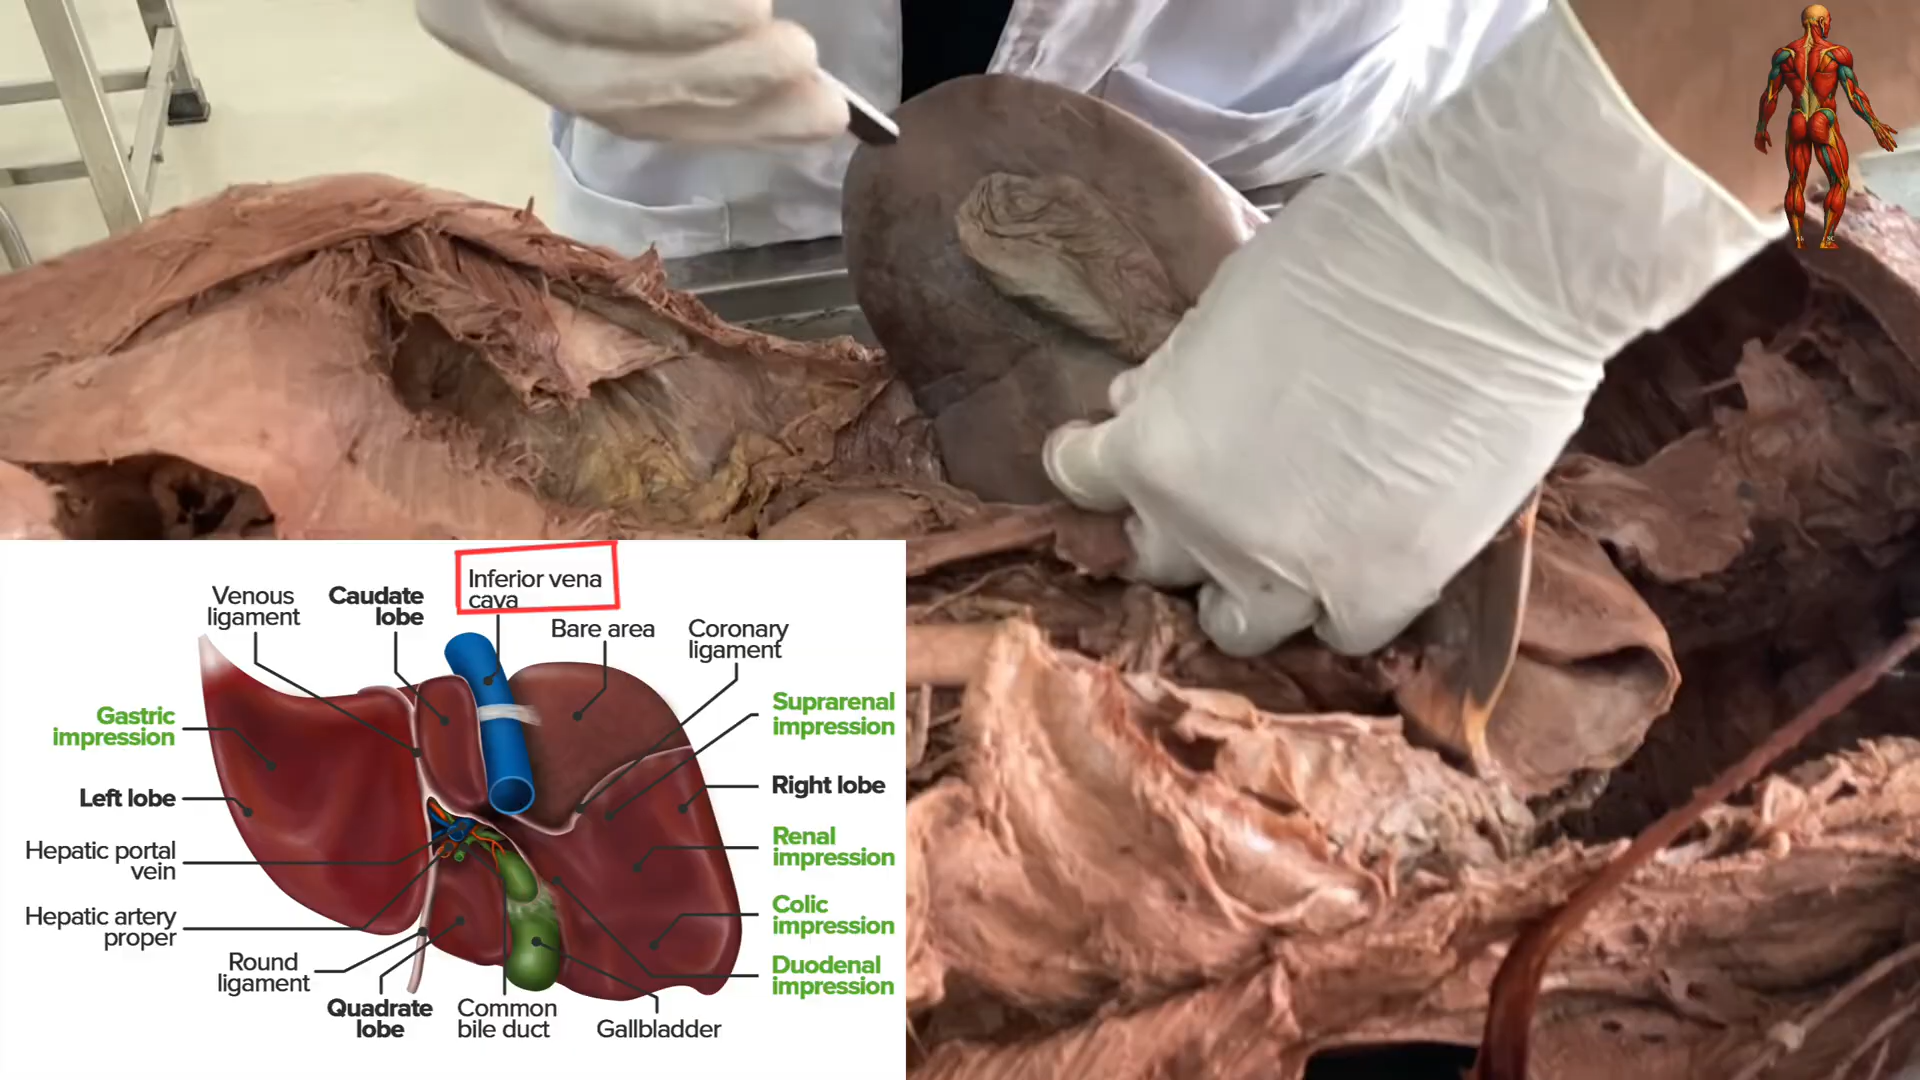 Inferior vena
cava
Venous
ligament
Caudate
lobe
Bare area
Coronary
ligament
Gastric
impression
Suprarenal
impression
Left lobe
Right lobe
Hepatic portal
vein
Renal
impression
Hepatic artery
proper
Colic
impression
Round
ligament
Duodenal
impression
Quadrate
lobe
Common
bile duct
Gallbladder